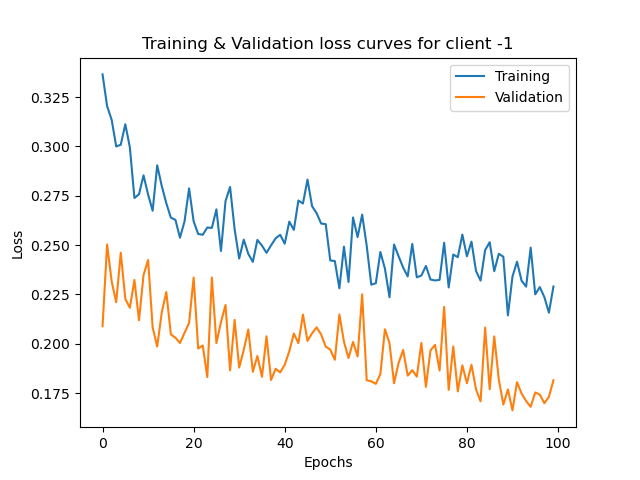 Training & Validation loss curves for client -1
Training
Validation
Loss
0.325
0.300
0.275
0.250
0.225
0.200
0.175
0
20
40
60
80
100
Epochs